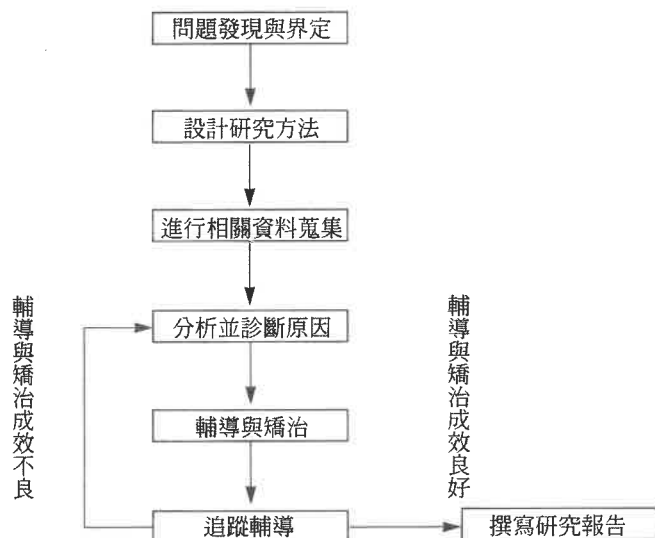 問題發現與界定
設計研究方法
進行相關資料蒐集
分析並診斷原因
輔導與矯治
追蹤輔導
撰寫研究報告
輔導與矯治成效不良
輔導與矯治成效良好